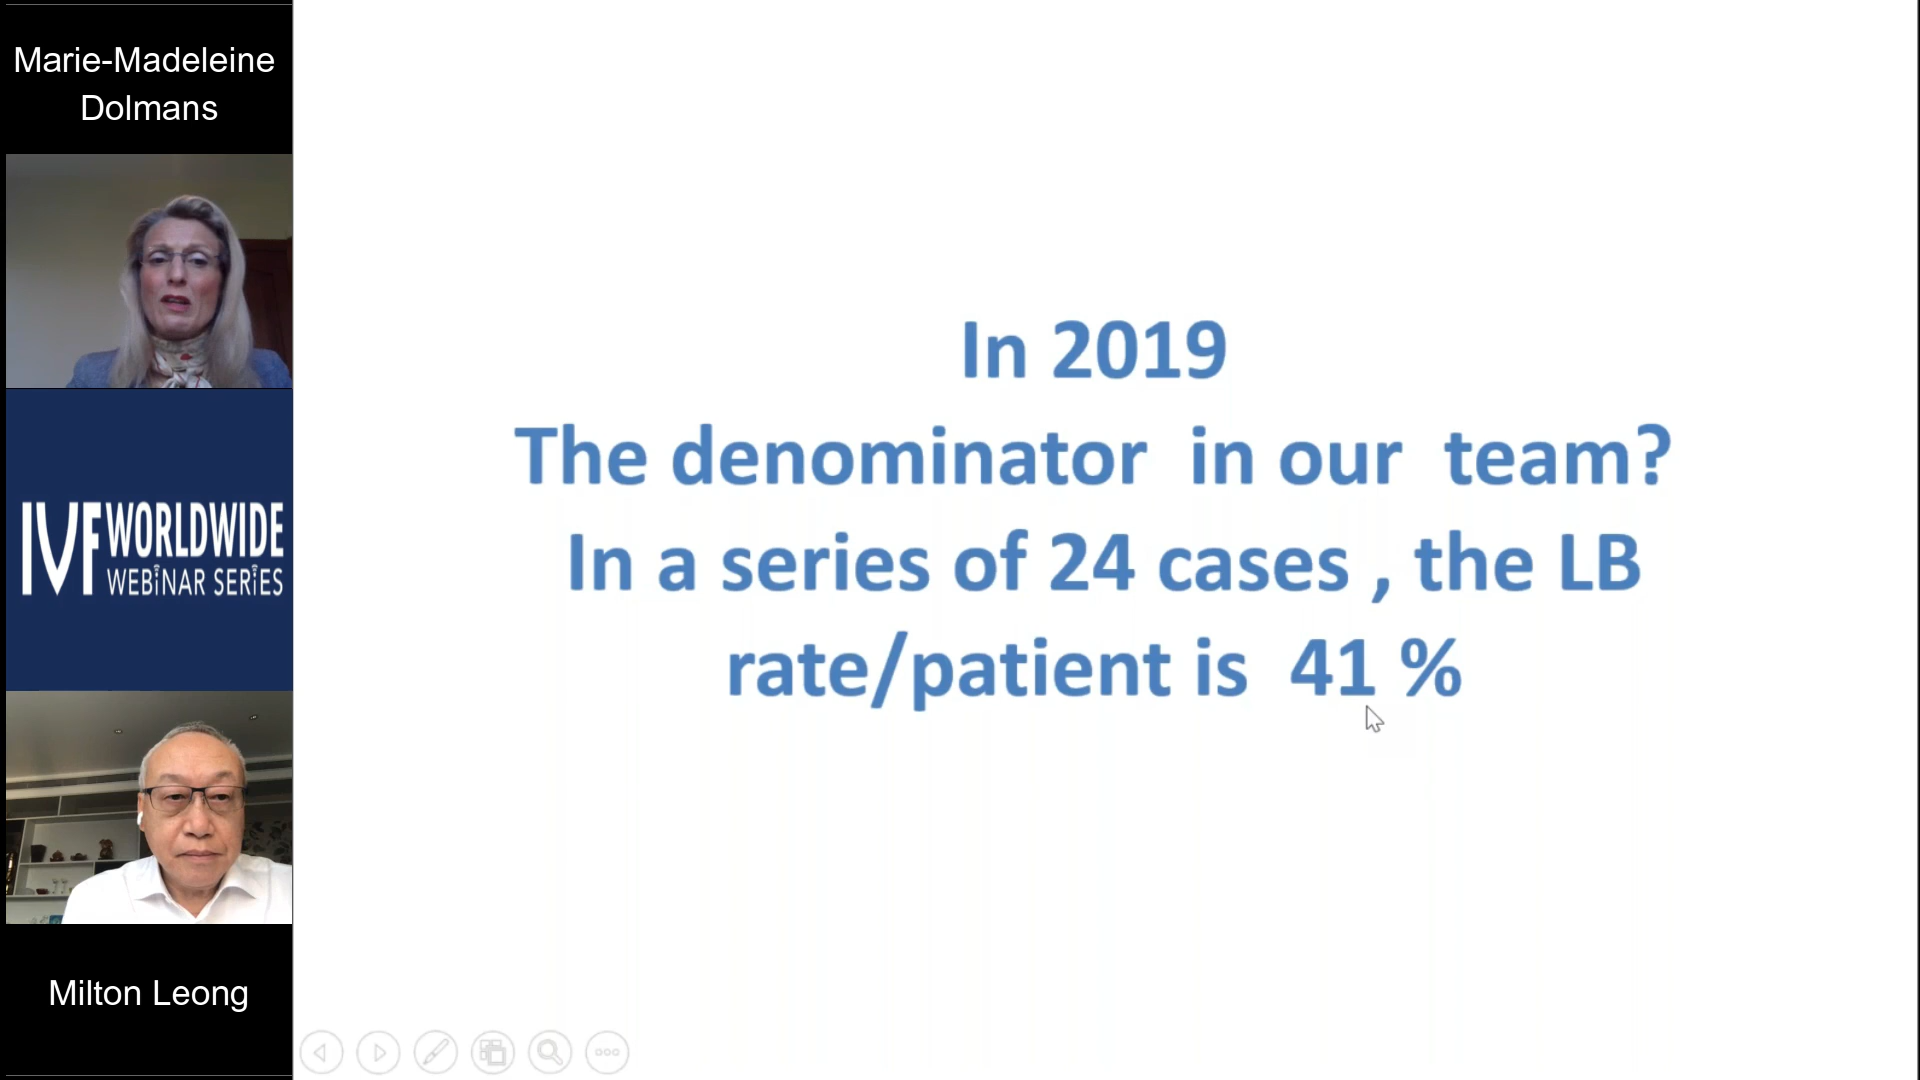 Marie-Madeleine
Dolmans
IVF WORLDWIDE
WEBINAR SERIES
Milton Leong
In 2019
The denominator in our team?
In a series of 24 cases , the LB
rate/patient is 41 %